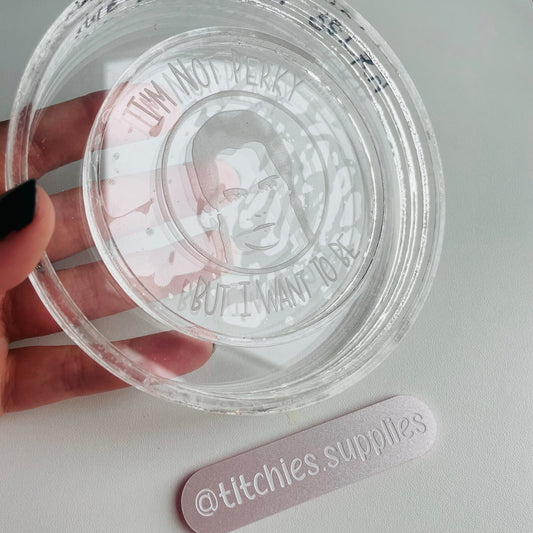 I'M NOT PERKY
BUT I WANT TO BE
@titchies.supplies